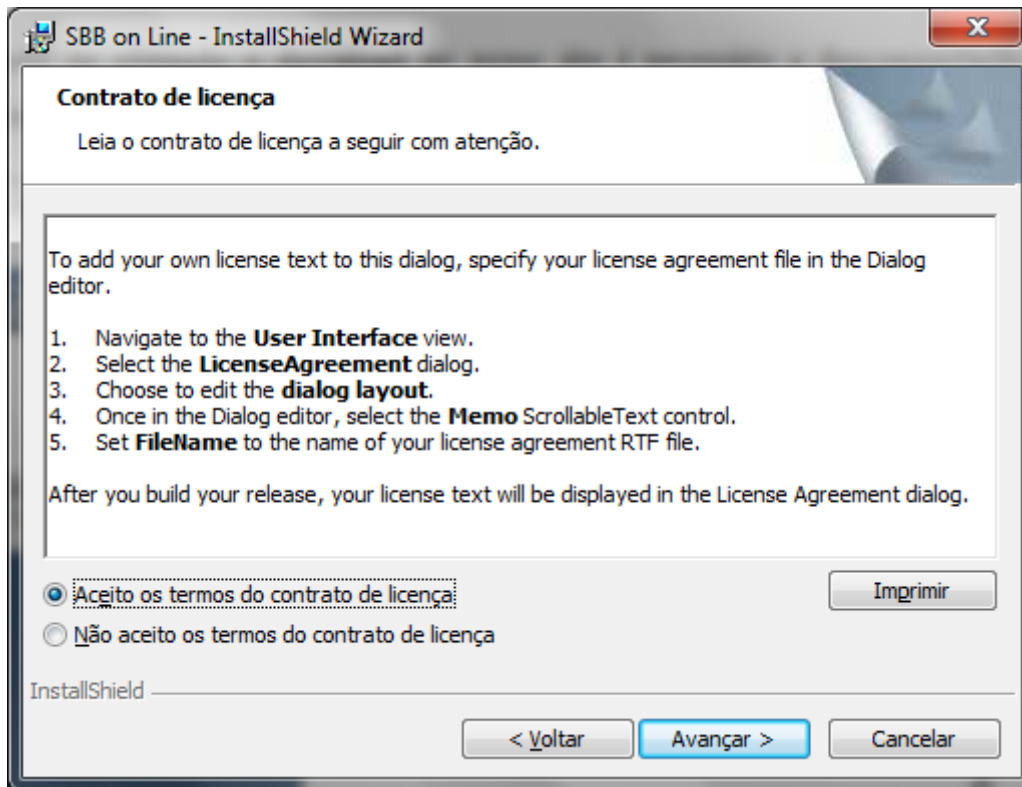 SBB on Line - InstallShield Wizard
Contrato de licença
Leia o contrato de licença a seguir com atenção.
To add your own license text to this dialog, specify your license agreement file in the Dialog
editor.
1. Navigate to the User Interface view.
2. Select the LicenseAgreement dialog.
3. Choose to edit the dialog layout.
4. Once in the Dialog editor, select the Memo ScrollableText control.
5. Set FileName to the name of your license agreement RTF file.
After you build your release, your license text will be displayed in the License Agreement dialog.
Aceito os termos do contrato de licença
Imprimir
Não aceito os termos do contrato de licença
InstallShield
< Voltar
Avançar >
Cancelar